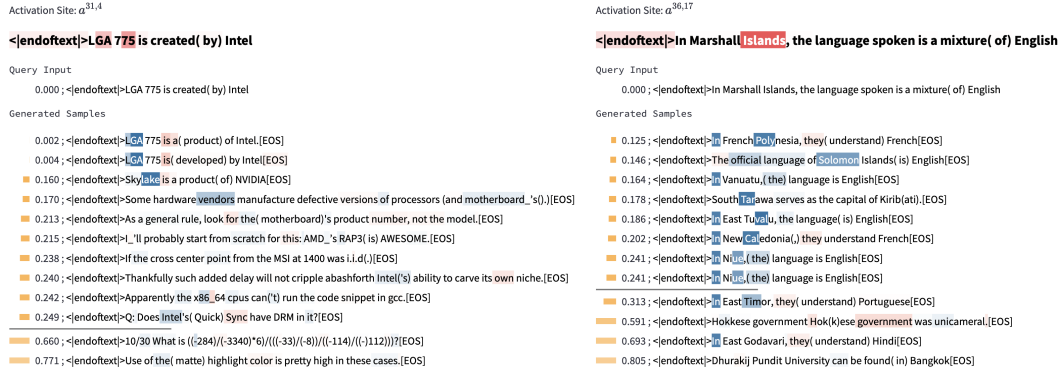 Activation Site: a^31,4
<|endoftext|>LGA 775 is created( by) Intel
Query Input
0.000 ; <|endoftext|>LGA 775 is created( by) Intel
Generated Samples
0.002 ; <|endoftext|>LGA 775 is a( product) of Intel.[EOS]
0.004 ; <|endoftext|>LGA 775 is( developed) by Intel[EOS]
0.160 ; <|endoftext|>Skylake is a product( of) NVIDIA[EOS]
0.170 ; <|endoftext|>Some hardware vendors manufacture defective versions of processors (and motherboard_'s().)[EOS]
0.213 ; <|endoftext|>As a general rule, look for the( motherboard)'s product number, not the model.[EOS]
0.215 ; <|endoftext|>I_'ll probably start from scratch for this: AMD_'s RAP3( is) AWESOME.[EOS]
0.238 ; <|endoftext|>If the cross center point from the MSI at 1400 was i.i.d(.)[EOS]
0.240 ; <|endoftext|>Thankfully such added delay will not cripple abashforth Intel('s) ability to carve its own niche.[EOS]
0.242 ; <|endoftext|>Apparently the x86_64 cpus can('t) run the code snippet in gcc.[EOS]
0.249 ; <|endoftext|>Q: Does Intel's( Quick) Sync have DRM in it?[EOS]
0.660 ; <|endoftext|>10/30 What is ((-284)/(-3340)*6)/(((-33)/(-8))/((-114)/((-)112)))?[EOS]
0.771 ; <|endoftext|>Use of the( matte) highlight color is pretty high in these cases.[EOS]
Activation Site: a^36,17
<|endoftext|>In Marshall Islands, the language spoken is a mixture( of) English
Query Input
0.000 ; <|endoftext|>In Marshall Islands, the language spoken is a mixture( of) English
Generated Samples
0.125 ; <|endoftext|>In French Polynesia, they( understand) French[EOS]
0.146 ; <|endoftext|>The official language of Solomon Islands( is) English[EOS]
0.164 ; <|endoftext|>In Vanuatu,( the) language is English[EOS]
0.178 ; <|endoftext|>South Tarawa serves as the capital of Kirib(ati).[EOS]
0.186 ; <|endoftext|>In East Tuvalu, the language( is) English[EOS]
0.202 ; <|endoftext|>In New Caledonia(,) they understand French[EOS]
0.241 ; <|endoftext|>In Niue,( the) language is English[EOS]
0.241 ; <|endoftext|>In Niue,( the) language is English[EOS]
0.313 ; <|endoftext|>In East Timor, they( understand) Portuguese[EOS]
0.591 ; <|endoftext|>Hokkese government Hok(k)ese government was unicameral.[EOS]
0.693 ; <|endoftext|>In East Godavari, they( understand) Hindi[EOS]
0.805 ; <|endoftext|>Dhurakij Pundit University can be found( in) Bangkok[EOS]